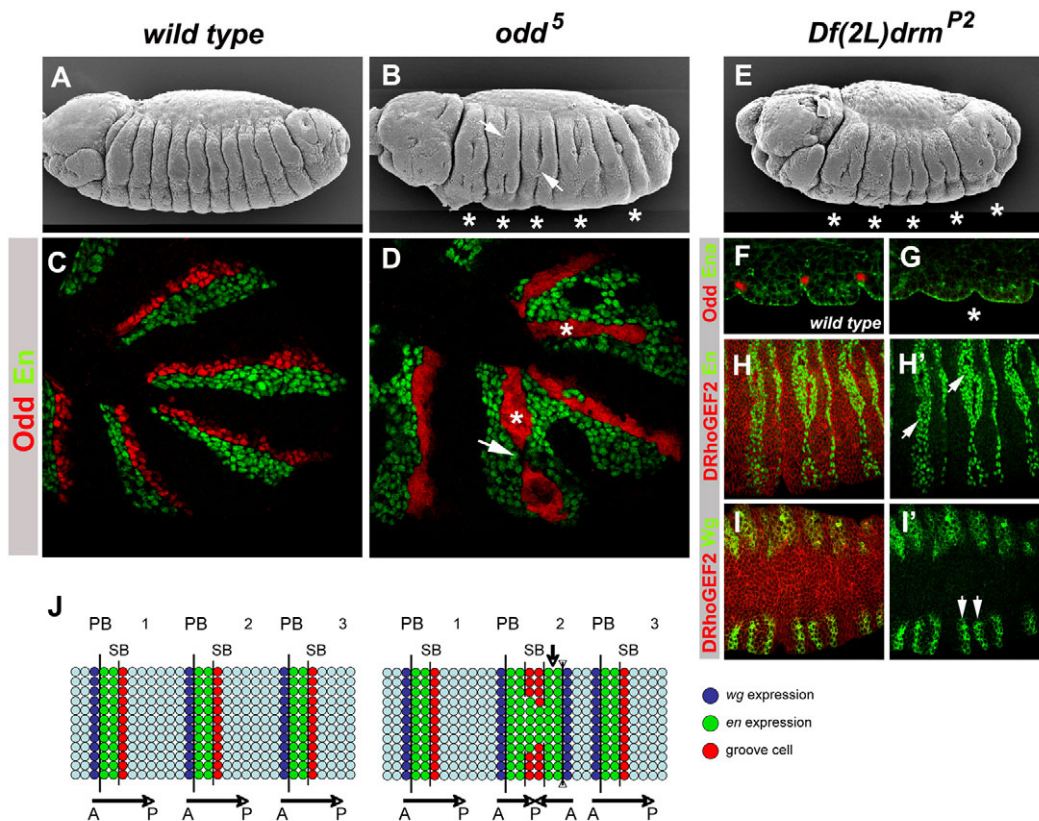 wild type
odd5
Df(2L)drmP2
A
B
E
* * * * *
* * * * *
Odd En
C
D
*
*
Odd Ena
F
wild type
G
*
DRhoGEF2 En
H
H'
DRhoGEF2 Wg
I
I'
J
PB 1 PB 2 PB 3
SB SB SB
PB 1 PB 2 PB 3
SB SB SB
A P A P A P
A P A P A A P
wg expression
en expression
groove cell